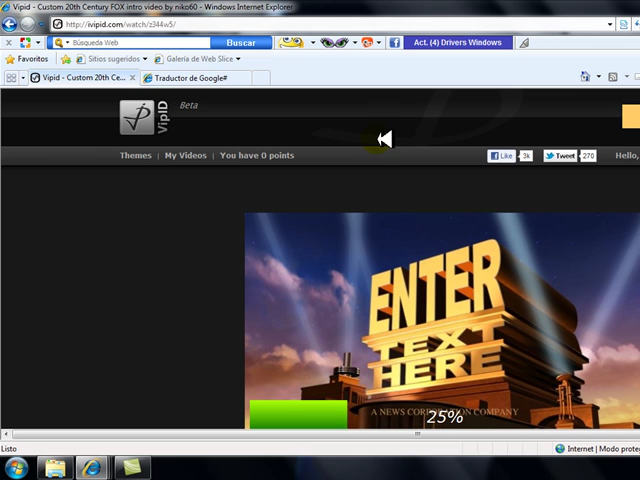 Vipid - Custom 20th Century FOX intro video by niko60 - Windows Internet Explorer
http://ivipid.com/watch/z344w5/
Búsqueda Web
Buscar
Act. (4) Drivers Windows
Favoritos
Sitios sugeridos
Galería de Web Slice
Vipid - Custom 20th Ce...
Traductor de Google#
VipID
Beta
Themes | My Videos | You have 0 points
Like 3k
Tweet 270
Hello,
ENTER
TEXT
HERE
A NEWS CORPORATION COMPANY
25%
Listo
Internet | Modo prote